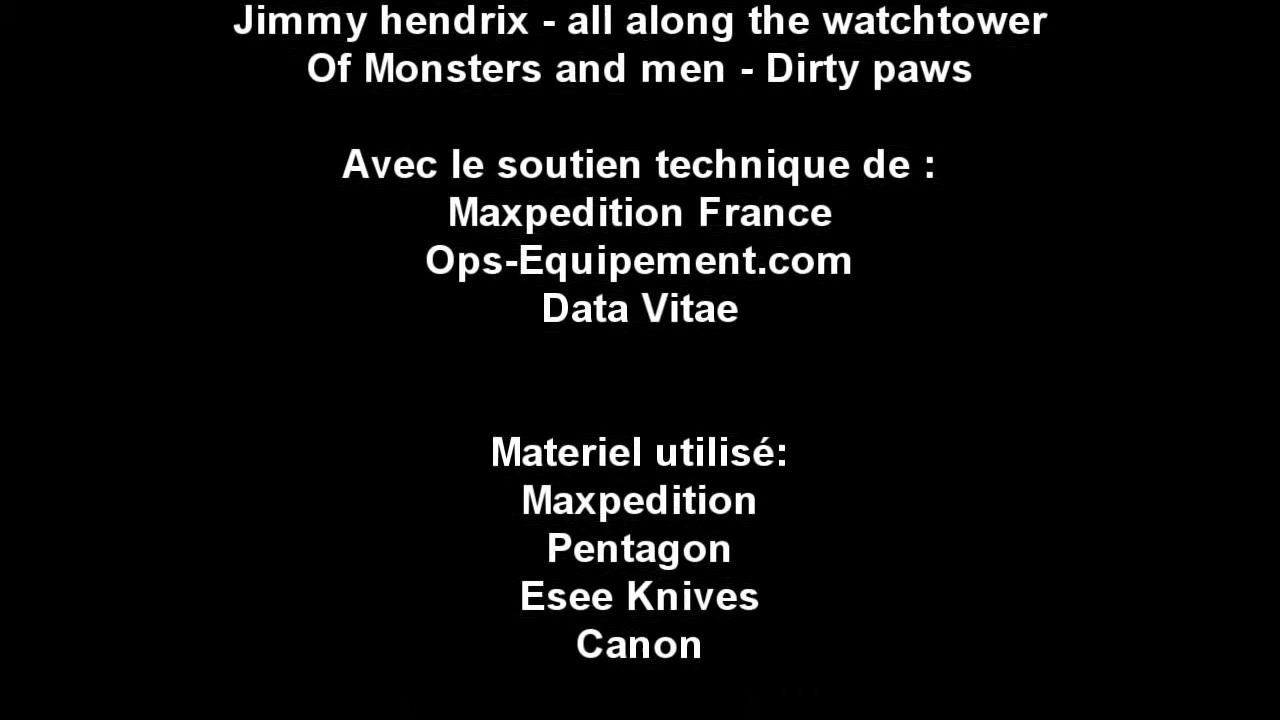 Jimmy hendrix - all along the watchtower
Of Monsters and men - Dirty paws
Avec le soutien technique de :
Maxpedition France
Ops-Equipement.com
Data Vitae
Materiel utilisé:
Maxpedition
Pentagon
Esee Knives
Canon